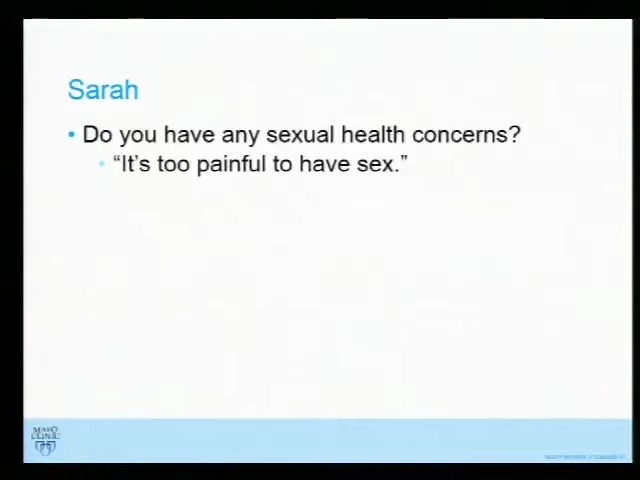 Sarah
• Do you have any sexual health concerns?
• “It’s too painful to have sex.”
MAYO
CLINIC